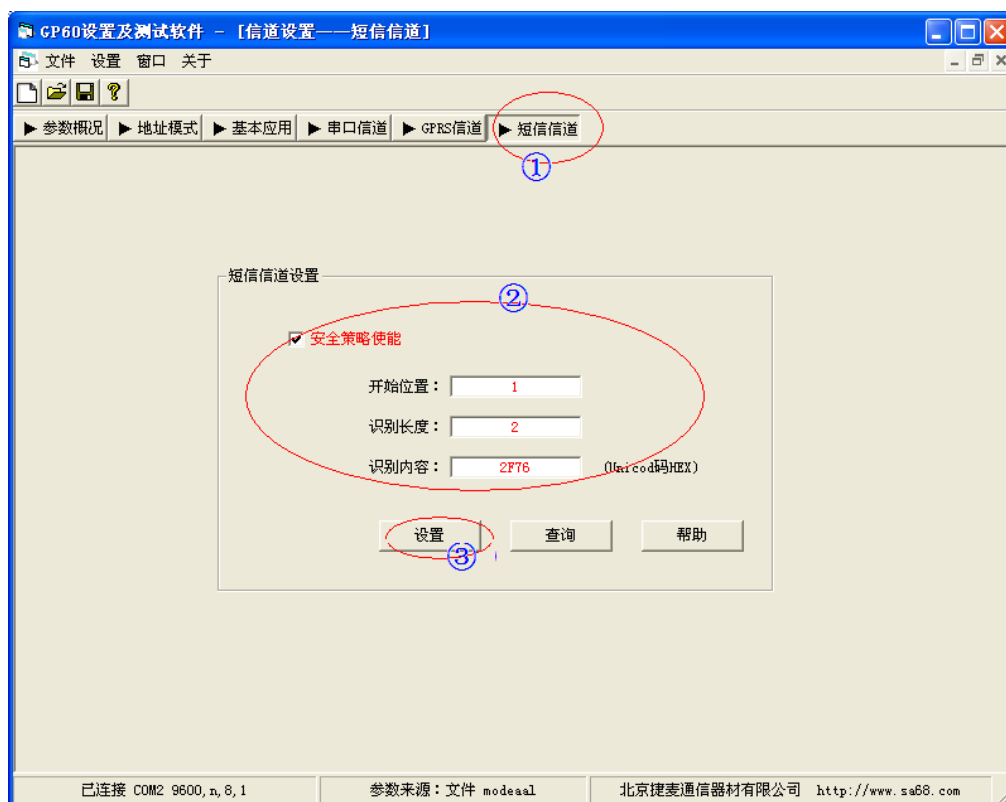 GP60设置及测试软件 - [信道设置——短信信道]
文件 设置 窗口 关于
参数概况 地址模式 基本应用 串口信道 GPRS信道 短信信道
①
短信信道设置
②
安全策略使能
开始位置： 1
识别长度： 2
识别内容： 2F76 (Unicod码HEX)
设置 查询 帮助
③
已连接 COM2 9600,n,8,1 参数来源：文件 modeaa1 北京捷麦通信器材有限公司 http://www.sa68.com